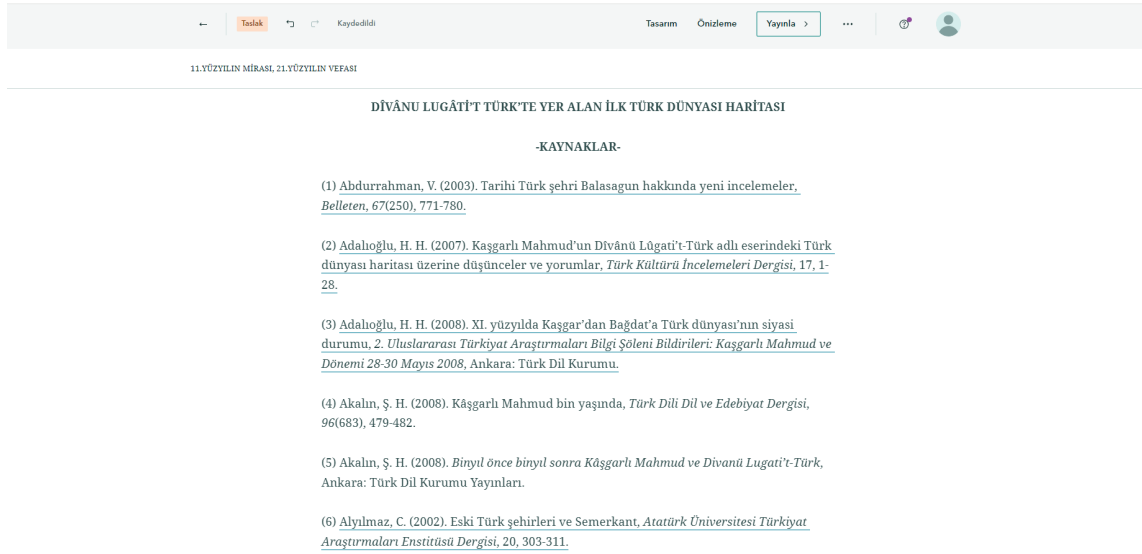 ← Taslak Kaydedildi Tasarım Önizleme Yayınla > ···
11.YÜZYILIN MİRASI, 21.YÜZYILIN VEFASI
DÎVÂNU LUGÂTİ’T TÜRK’TE YER ALAN İLK TÜRK DÜNYASI HARİTASI
-KAYNAKLAR-
(1) Abdurrahman, V. (2003). Tarihi Türk şehri Balasagun hakkında yeni incelemeler,
Belleten, 67(250), 771-780.
(2) Adalıoğlu, H. H. (2007). Kaşgarlı Mahmud’un Dîvânü Lûgati’t-Türk adlı eserindeki Türk
dünyası haritası üzerine düşünceler ve yorumlar, Türk Kültürü İncelemeleri Dergisi, 17, 1-
28.
(3) Adalıoğlu, H. H. (2008). XI. yüzyılda Kaşgar’dan Bağdat’a Türk dünyası’nın siyasi
durumu, 2. Uluslararası Türkiyat Araştırmaları Bilgi Şöleni Bildirileri: Kaşgarlı Mahmud ve
Dönemi 28-30 Mayıs 2008, Ankara: Türk Dil Kurumu.
(4) Akalın, Ş. H. (2008). Kâşgarlı Mahmud bin yaşında, Türk Dili Dil ve Edebiyat Dergisi,
96(683), 479-482.
(5) Akalın, Ş. H. (2008). Binyıl önce binyıl sonra Kâşgarlı Mahmud ve Divanü Lugati’t-Türk,
Ankara: Türk Dil Kurumu Yayınları.
(6) Alyılmaz, C. (2002). Eski Türk şehirleri ve Semerkant, Atatürk Üniversitesi Türkiyat
Araştırmaları Enstitüsü Dergisi, 20, 303-311.